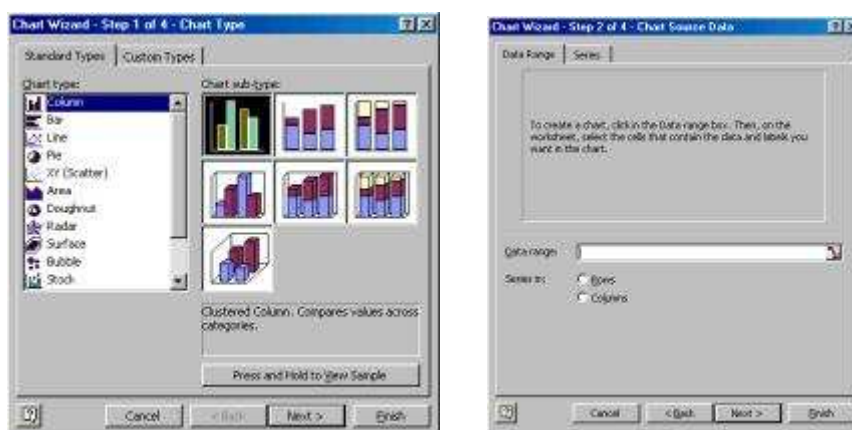 Chart Wizard - Step 1 of 4 - Chart Type
Standard Types
Custom Types
Chart type:
Column
Bar
Line
Pie
XY (Scatter)
Area
Doughnut
Radar
Surface
Bubble
Stock
Chart sub-type:
Clustered Column. Compares values across
categories.
Press and Hold to View Sample
Cancel
< Back
Next >
Finish
Chart Wizard - Step 2 of 4 - Chart Source Data
Data Range
Series
To create a chart, click in the Data range box. Then, on the
worksheet, select the cells that contain the data and labels you
want in the chart.
Data range:
Series in:
Rows
Columns
Cancel
< Back
Next >
Finish